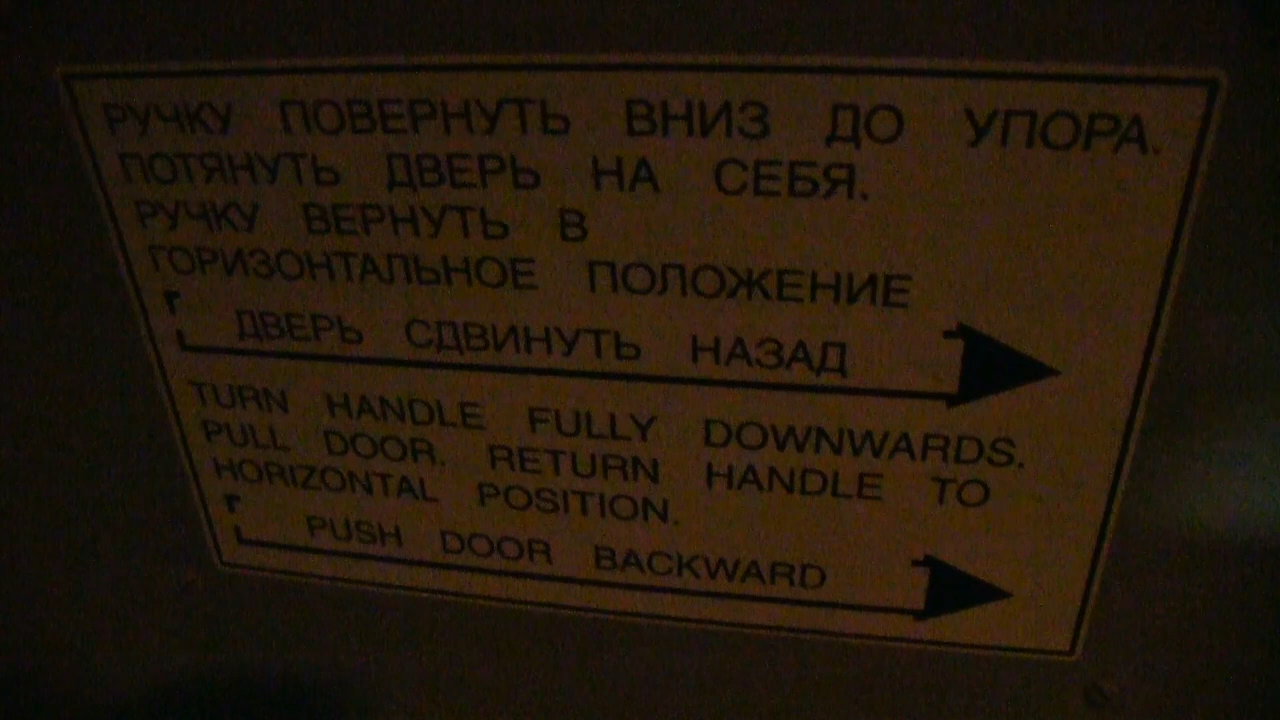 РУЧКУ ПОВЕРНУТЬ ВНИЗ ДО УПОРА.
ПОТЯНУТЬ ДВЕРЬ НА СЕБЯ.
РУЧКУ ВЕРНУТЬ В
ГОРИЗОНТАЛЬНОЕ ПОЛОЖЕНИЕ
ДВЕРЬ СДВИНУТЬ НАЗАД
TURN HANDLE FULLY DOWNWARDS.
PULL DOOR. RETURN HANDLE TO
HORIZONTAL POSITION.
PUSH DOOR BACKWARD